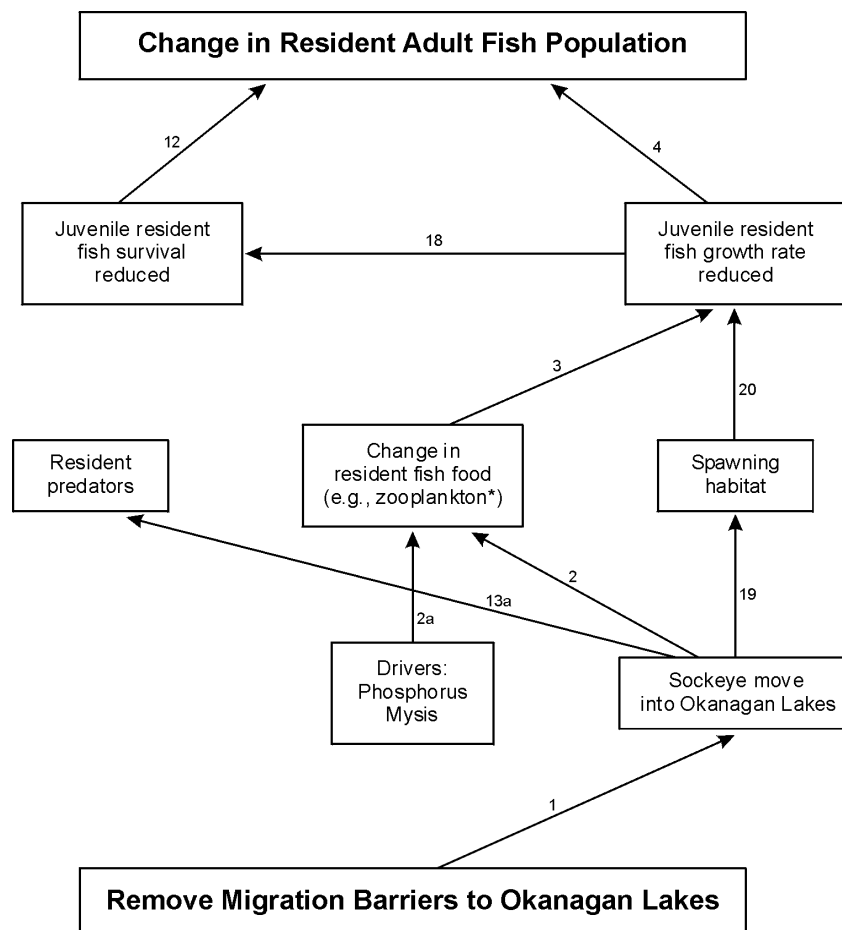 Change in Resident Adult Fish Population
12
4
Juvenile resident
fish survival
reduced
18
Juvenile resident
fish growth rate
reduced
3
20
Resident
predators
Change in
resident fish food
(e.g., zooplankton*)
Spawning
habitat
2
13a
19
2a
Drivers:
Phosphorus
Mysis
Sockeye move
into Okanagan Lakes
1
Remove Migration Barriers to Okanagan Lakes